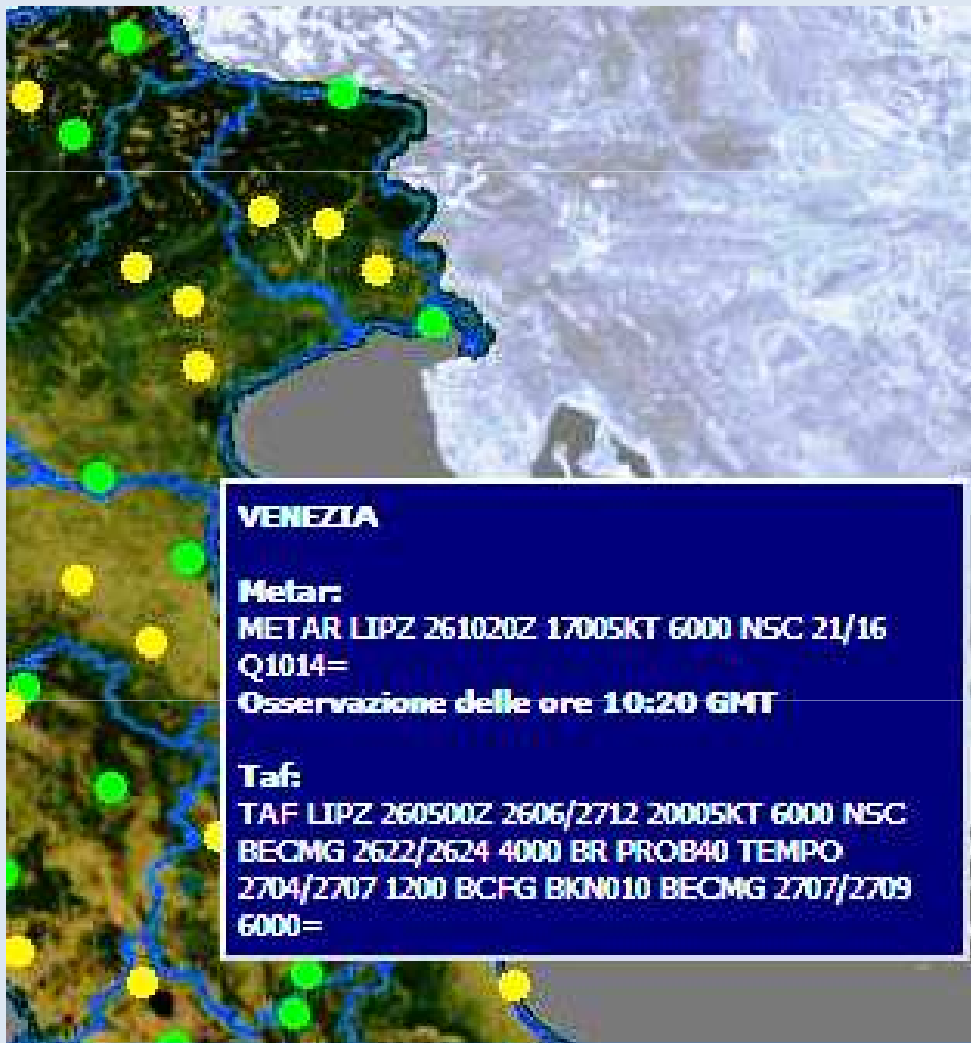 VENEZIA
Metar:
METAR LIPZ 261020Z 17005KT 6000 NSC 21/16
Q1014=
Osservazione delle ore 10:20 GMT
Taf:
TAF LIPZ 260500Z 2606/2712 20005KT 6000 NSC
BECMG 2622/2624 4000 BR PROB40 TEMPO
2704/2707 1200 BCFG BKN010 BECMG 2707/2709
6000=